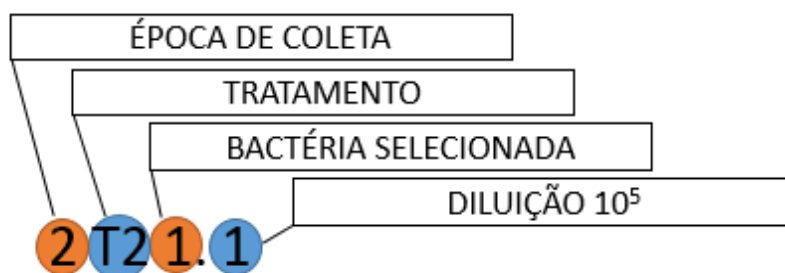 ÉPOCA DE COLETA
TRATAMENTO
BACTÉRIA SELECIONADA
DILUIÇÃO 10⁵
2T21.1